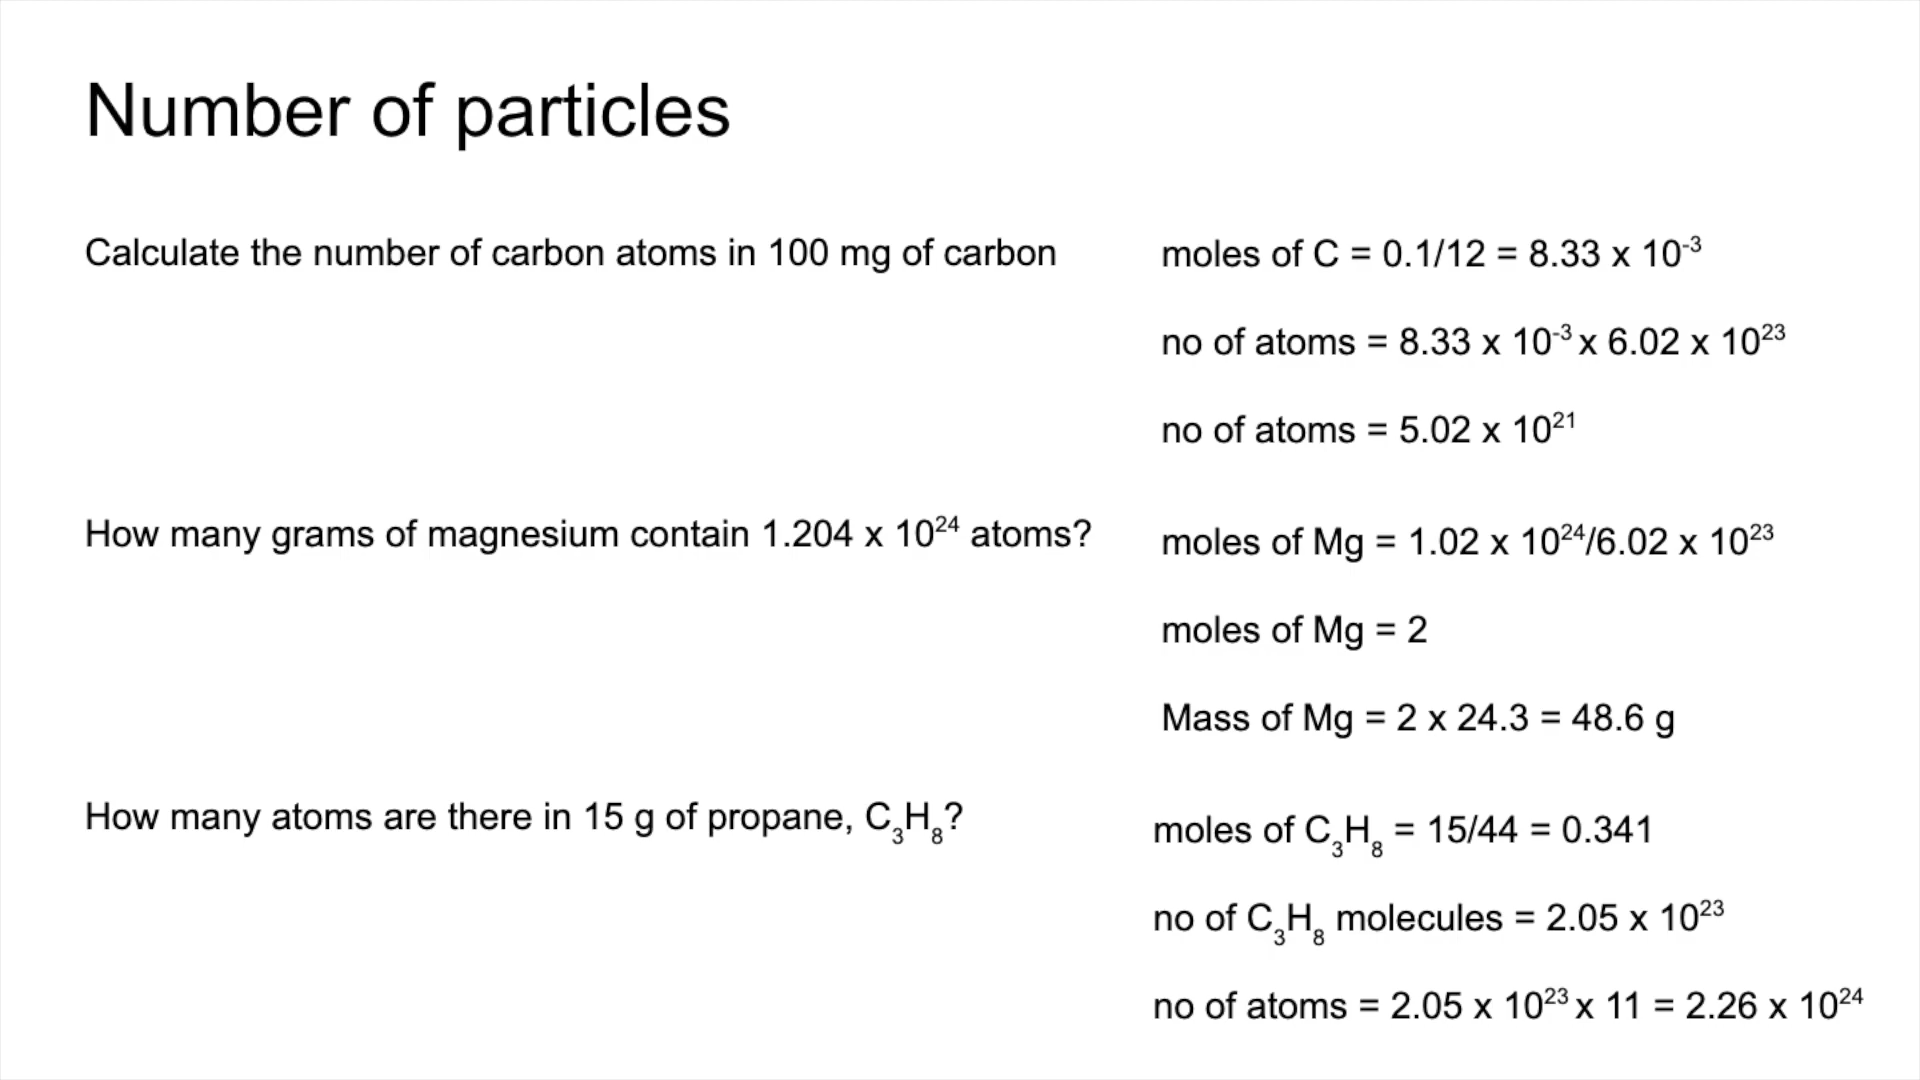 Number of particles
Calculate the number of carbon atoms in 100 mg of carbon
moles of C = 0.1/12 = 8.33 x 10⁻³
no of atoms = 8.33 x 10⁻³ x 6.02 x 10²³
no of atoms = 5.02 x 10²¹
How many grams of magnesium contain 1.204 x 10²⁴ atoms?
moles of Mg = 1.02 x 10²⁴/6.02 x 10²³
moles of Mg = 2
Mass of Mg = 2 x 24.3 = 48.6 g
How many atoms are there in 15 g of propane, C₃H₈?
moles of C₃H₈ = 15/44 = 0.341
no of C₃H₈ molecules = 2.05 x 10²³
no of atoms = 2.05 x 10²³ x 11 = 2.26 x 10²⁴